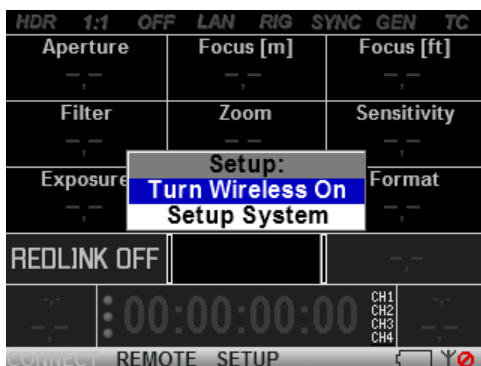 HDR 1:1 OFF LAN RIG SYNC GEN TC
Aperture Focus [m] Focus [ft]
--,-- --,-- --,--
Filter Zoom Sensitivity
--,-- -- -- --,--
Setup:
Exposure Format
Turn Wireless On
Setup System
--,-- --,--
REDLINK OFF --,--
-,- 00:00:00:00 CH1 -,-
CH2
--,-- CH3 --,--
CH4
CONNECT REMOTE SETUP